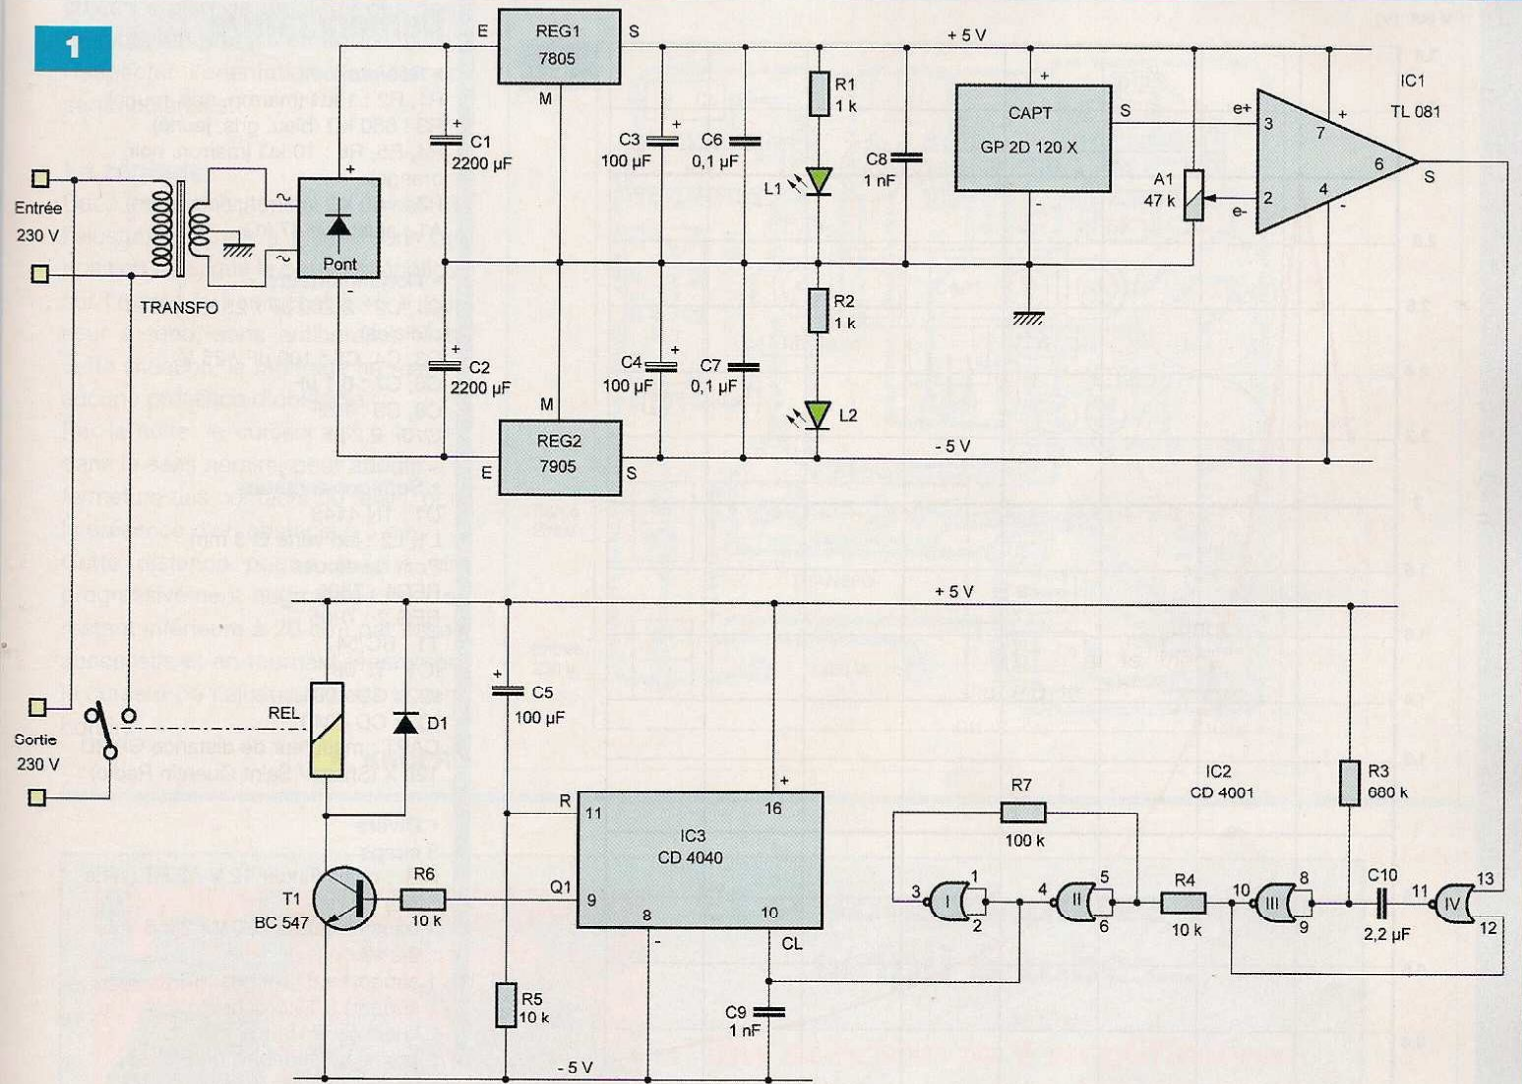 1
E
REG1
7805
S
M
+ 5 V
+
C1
2200 µF
C3
100 µF
+
C6
0,1 µF
R1
1 k
L1
C8
1 nF
+
CAPT
GP 2D 120 X
S
-
A1
47 k
e+
3
e-
2
7
+
4
-
6
S
IC1
TL 081
Entrée
230 V
TRANSFO
~
~
+
Pont
-
+
C2
2200 µF
M
REG2
7905
E
S
C4
100 µF
+
C7
0,1 µF
R2
1 k
L2
- 5 V
+ 5 V
Sortie
230 V
REL
D1
+
C5
100 µF
T1
BC 547
R6
10 k
R
11
Q1
9
IC3
CD 4040
16
+
8
-
10
CL
R5
10 k
C9
1 nF
- 5 V
R7
100 k
IC2
CD 4001
R3
680 k
3
I
1
2
4
II
5
6
R4
10 k
10
III
8
9
C10
2,2 µF
11
IV
13
12